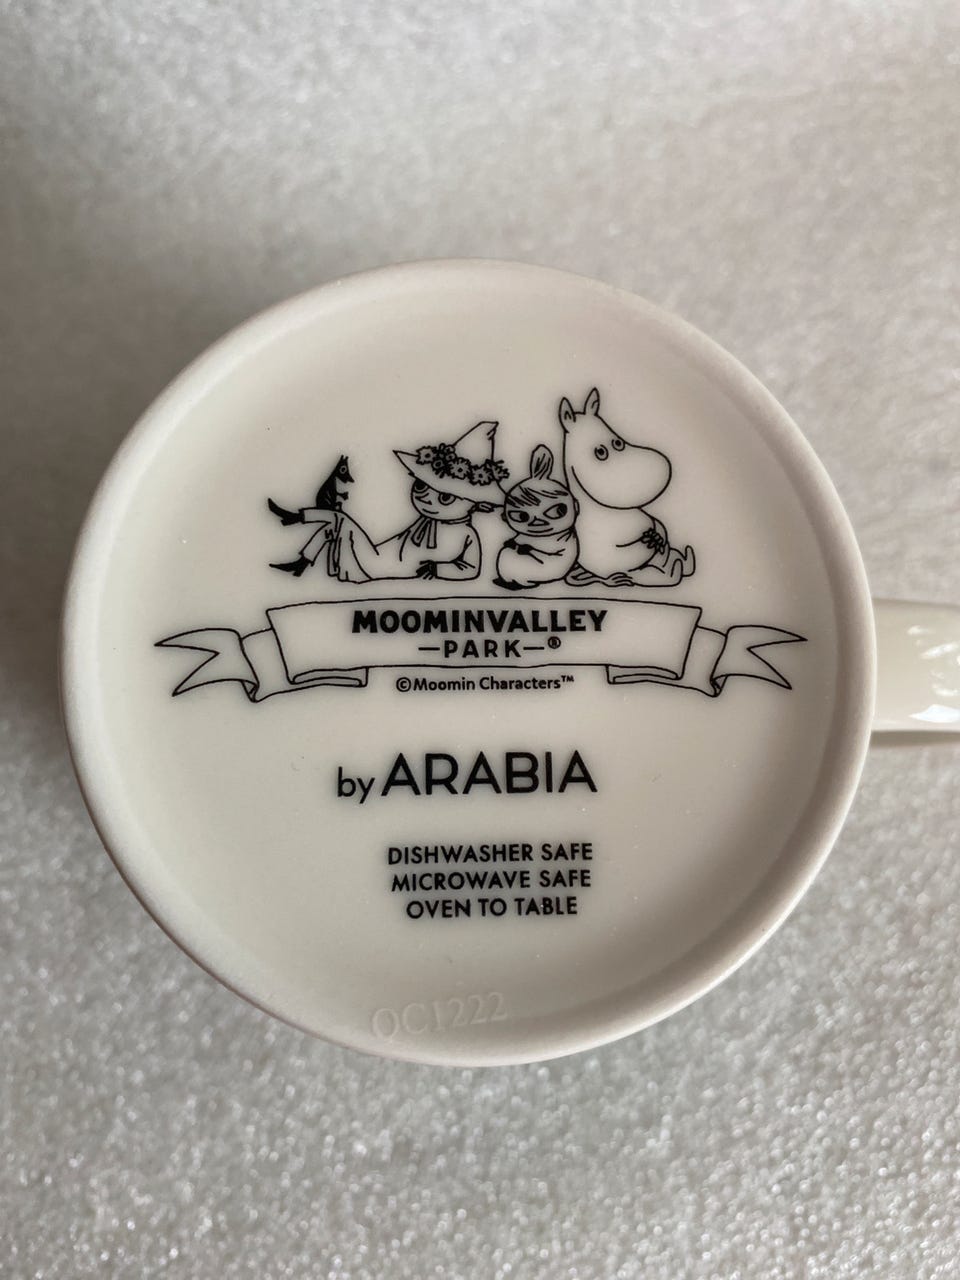 MOOMINVALLEY
—PARK—®
©Moomin Characters™
by ARABIA
DISHWASHER SAFE
MICROWAVE SAFE
OVEN TO TABLE
OC1222